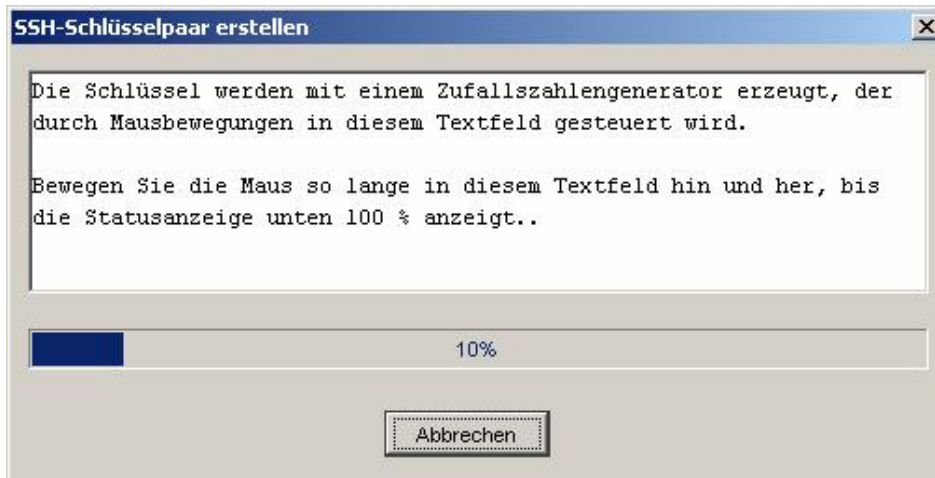 SSH-Schlüsselpaar erstellen
Die Schlüssel werden mit einem Zufallszahlengenerator erzeugt, der
durch Mausbewegungen in diesem Textfeld gesteuert wird.
Bewegen Sie die Maus so lange in diesem Textfeld hin und her, bis
die Statusanzeige unten 100 % anzeigt..
10%
Abbrechen